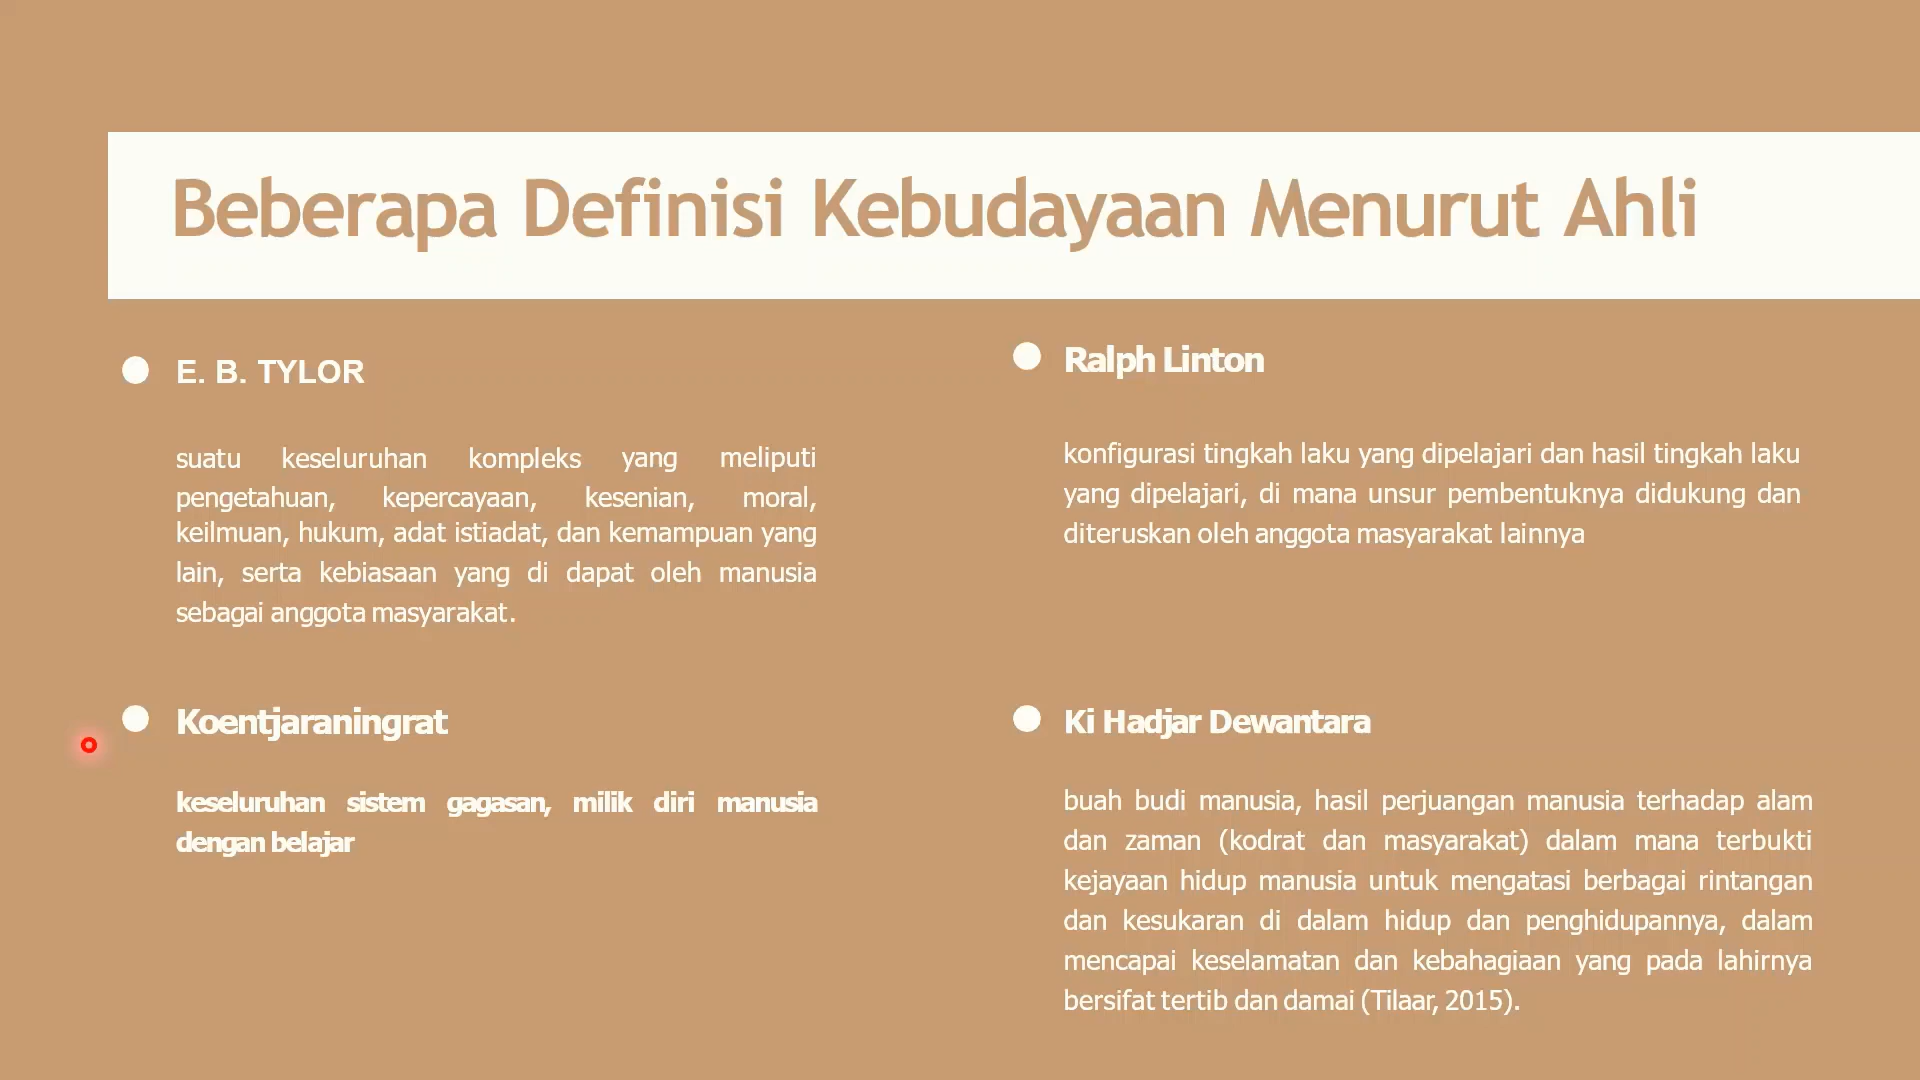 Beberapa Definisi Kebudayaan Menurut Ahli
E. B. TYLOR
suatu keseluruhan kompleks yang meliputi
pengetahuan, kepercayaan, kesenian, moral,
keilmuan, hukum, adat istiadat, dan kemampuan yang
lain, serta kebiasaan yang di dapat oleh manusia
sebagai anggota masyarakat.
Ralph Linton
konfigurasi tingkah laku yang dipelajari dan hasil tingkah laku
yang dipelajari, di mana unsur pembentuknya didukung dan
diteruskan oleh anggota masyarakat lainnya
Koentjaraningrat
keseluruhan sistem gagasan, milik diri manusia
dengan belajar
Ki Hadjar Dewantara
buah budi manusia, hasil perjuangan manusia terhadap alam
dan zaman (kodrat dan masyarakat) dalam mana terbukti
kejayaan hidup manusia untuk mengatasi berbagai rintangan
dan kesukaran di dalam hidup dan penghidupannya, dalam
mencapai keselamatan dan kebahagiaan yang pada lahirnya
bersifat tertib dan damai (Tilaar, 2015).